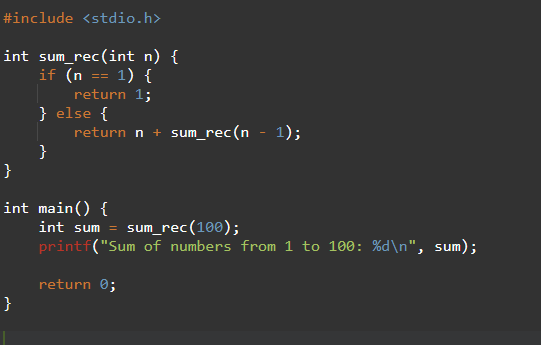 #include <stdio.h>

int sum_rec(int n) {
    if (n == 1) {
        return 1;
    } else {
        return n + sum_rec(n - 1);
    }
}

int main() {
    int sum = sum_rec(100);
    printf("Sum of numbers from 1 to 100: %d\n", sum);

    return 0;
}